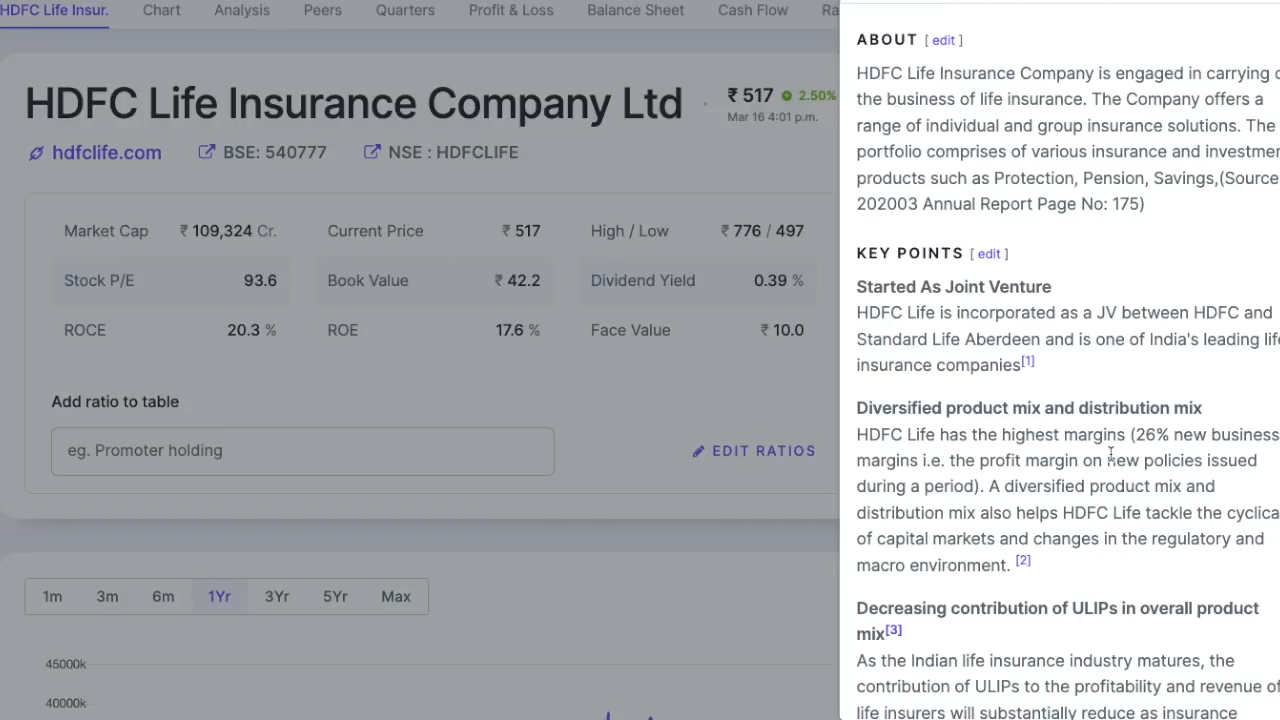 HDFC Life Insur.
Chart
Analysis
Peers
Quarters
Profit & Loss
Balance Sheet
Cash Flow
HDFC Life Insurance Company Ltd
₹ 517 2.50%
Mar 16 4:01 p.m.
hdfclife.com
BSE: 540777
NSE : HDFCLIFE
Market Cap ₹ 109,324 Cr.
Current Price ₹ 517
High / Low ₹ 776 / 497
Stock P/E 93.6
Book Value ₹ 42.2
Dividend Yield 0.39 %
ROCE 20.3 %
ROE 17.6 %
Face Value ₹ 10.0
Add ratio to table
eg. Promoter holding
EDIT RATIOS
1m 3m 6m 1Yr 3Yr 5Yr Max
45000k
40000k
ABOUT [ edit ]
HDFC Life Insurance Company is engaged in carrying
the business of life insurance. The Company offers a
range of individual and group insurance solutions. The
portfolio comprises of various insurance and
products such as Protection, Pension, Savings,(Source
202003 Annual Report Page No: 175)
KEY POINTS [ edit ]
Started As Joint Venture
HDFC Life is incorporated as a JV between HDFC and
Standard Life Aberdeen and is one of India's leading
insurance companies[1]
Diversified product mix and distribution mix
HDFC Life has the highest margins (26% new business
margins i.e. the profit margin on new policies issued
during a period). A diversified product mix and
distribution mix also helps HDFC Life tackle the
of capital markets and changes in the regulatory and
macro environment. [2]
Decreasing contribution of ULIPs in overall product
mix[3]
As the Indian life insurance industry matures, the
contribution of ULIPs to the profitability and revenue of
life insurers will substantially reduce as insurance